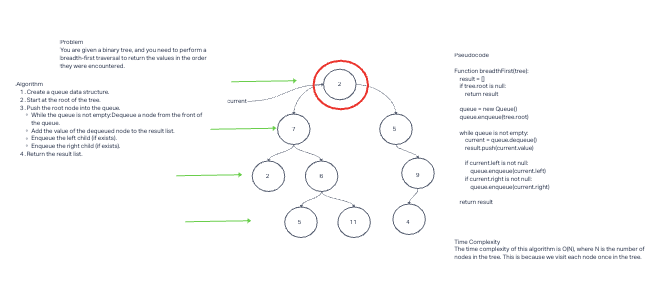 Problem
You are given a binary tree, and you need to perform a
breadth-first traversal to return the values in the order
they were encountered.
Algorithm
1. Create a queue data structure.
2. Start at the root of the tree.
3. Push the root node into the queue.
◦ While the queue is not empty:Dequeue a node from the front of
the queue.
◦ Add the value of the dequeued node to the result list.
◦ Enqueue the left child (if exists).
◦ Enqueue the right child (if exists).
4. Return the result list.
current
2
7
5
2
6
9
5
11
4
Pseudocode
Function breadthFirst(tree):
result = []
if tree.root is null:
return result
queue = new Queue()
queue.enqueue(tree.root)
while queue is not empty:
current = queue.dequeue()
result.push(current.value)
if current.left is not null:
queue.enqueue(current.left)
if current.right is not null:
queue.enqueue(current.right)
return result
Time Complexity
The time complexity of this algorithm is O(N), where N is the number of
nodes in the tree. This is because we visit each node once in the tree.